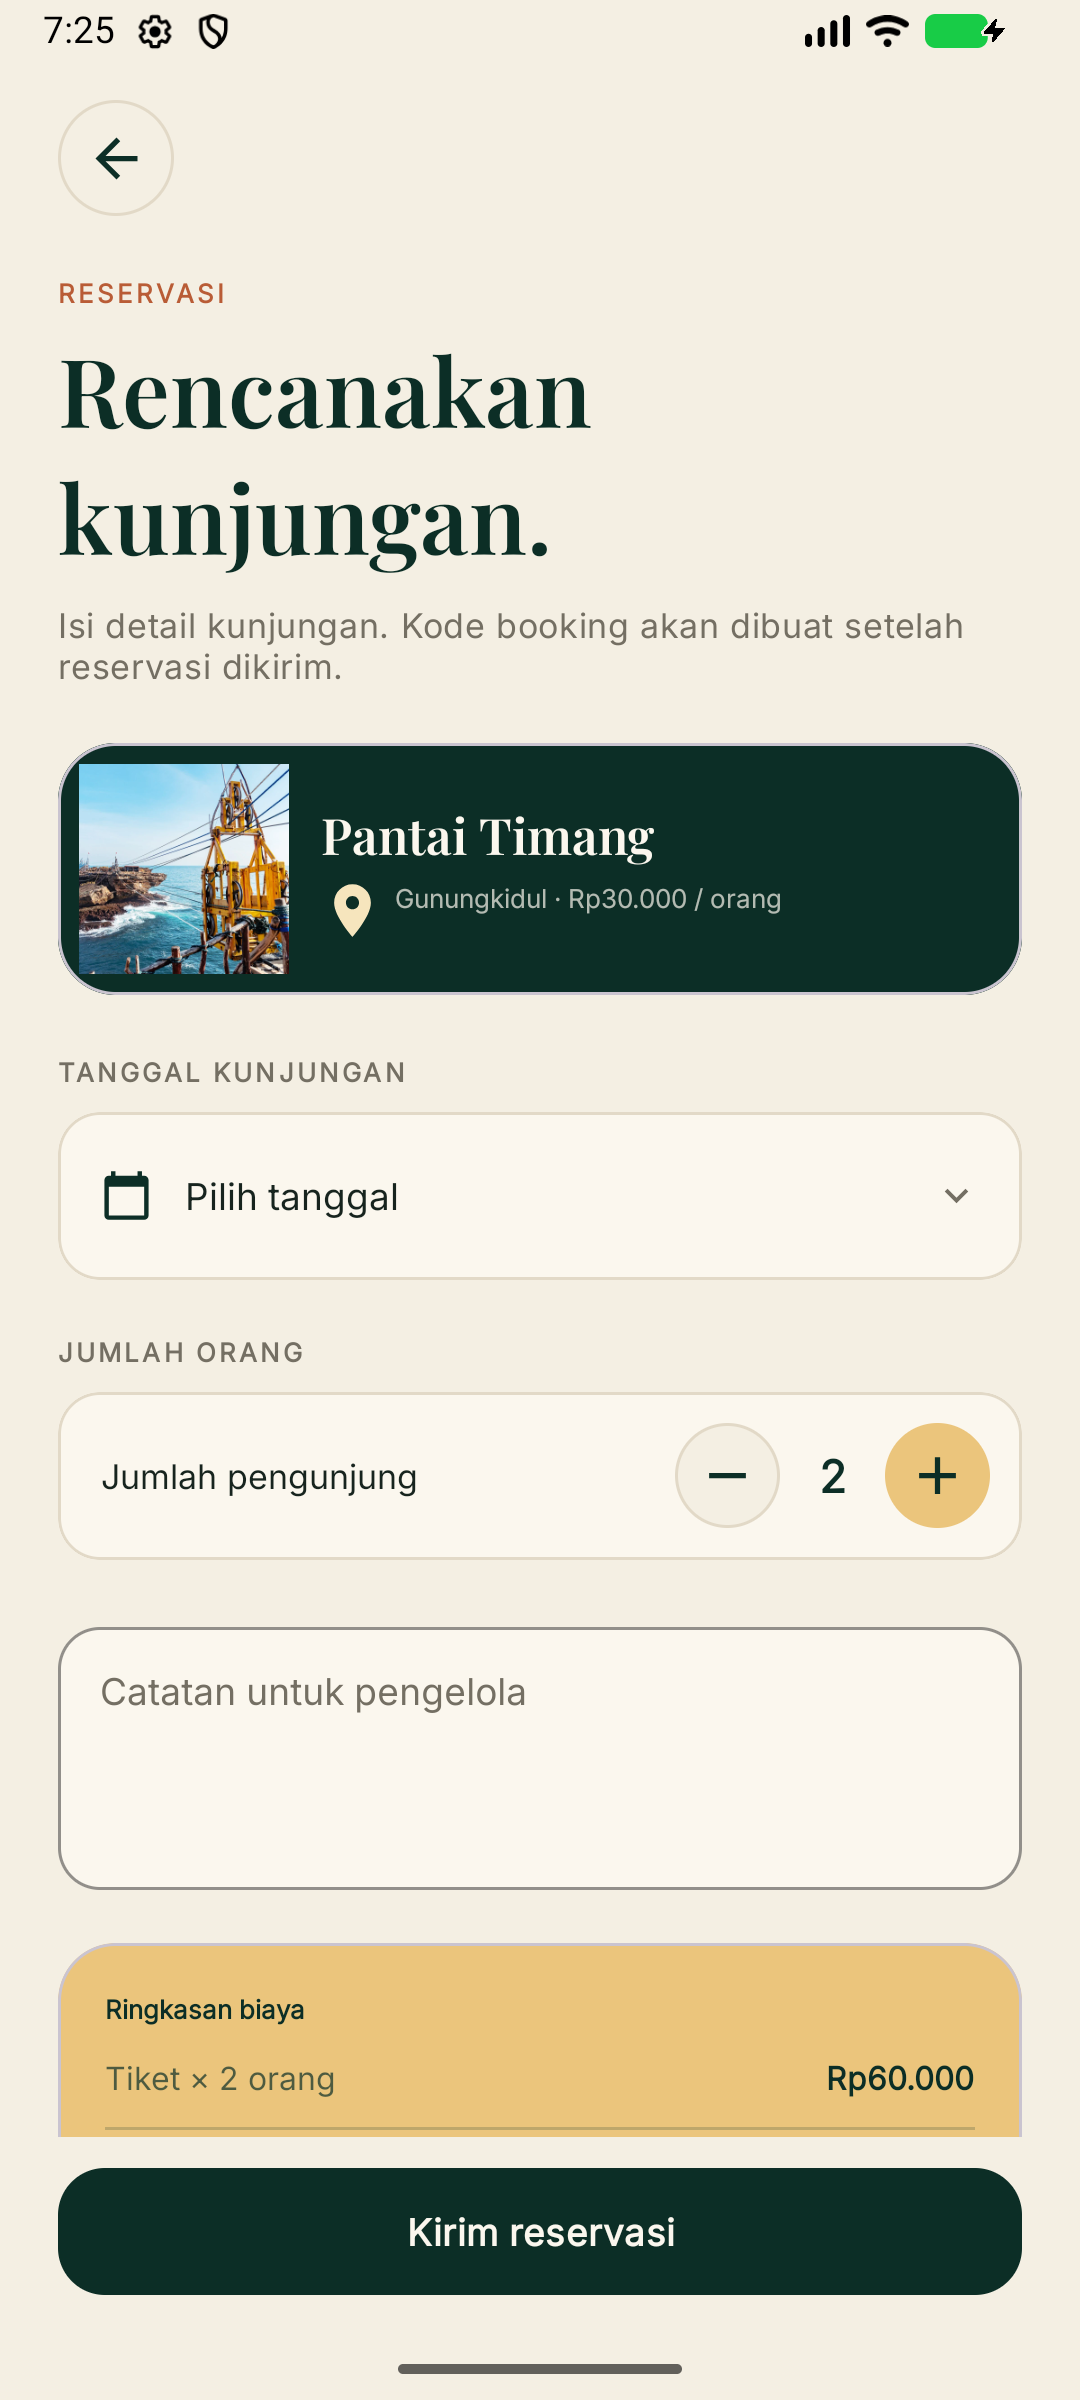 7:25
RESERVASI
Rencanakan
kunjungan.
Isi detail kunjungan. Kode booking akan dibuat setelah
reservasi dikirim.
Pantai Timang
Gunungkidul · Rp30.000 / orang
TANGGAL KUNJUNGAN
Pilih tanggal
JUMLAH ORANG
Jumlah pengunjung
2
Catatan untuk pengelola
Ringkasan biaya
Tiket × 2 orang Rp60.000
Kirim reservasi